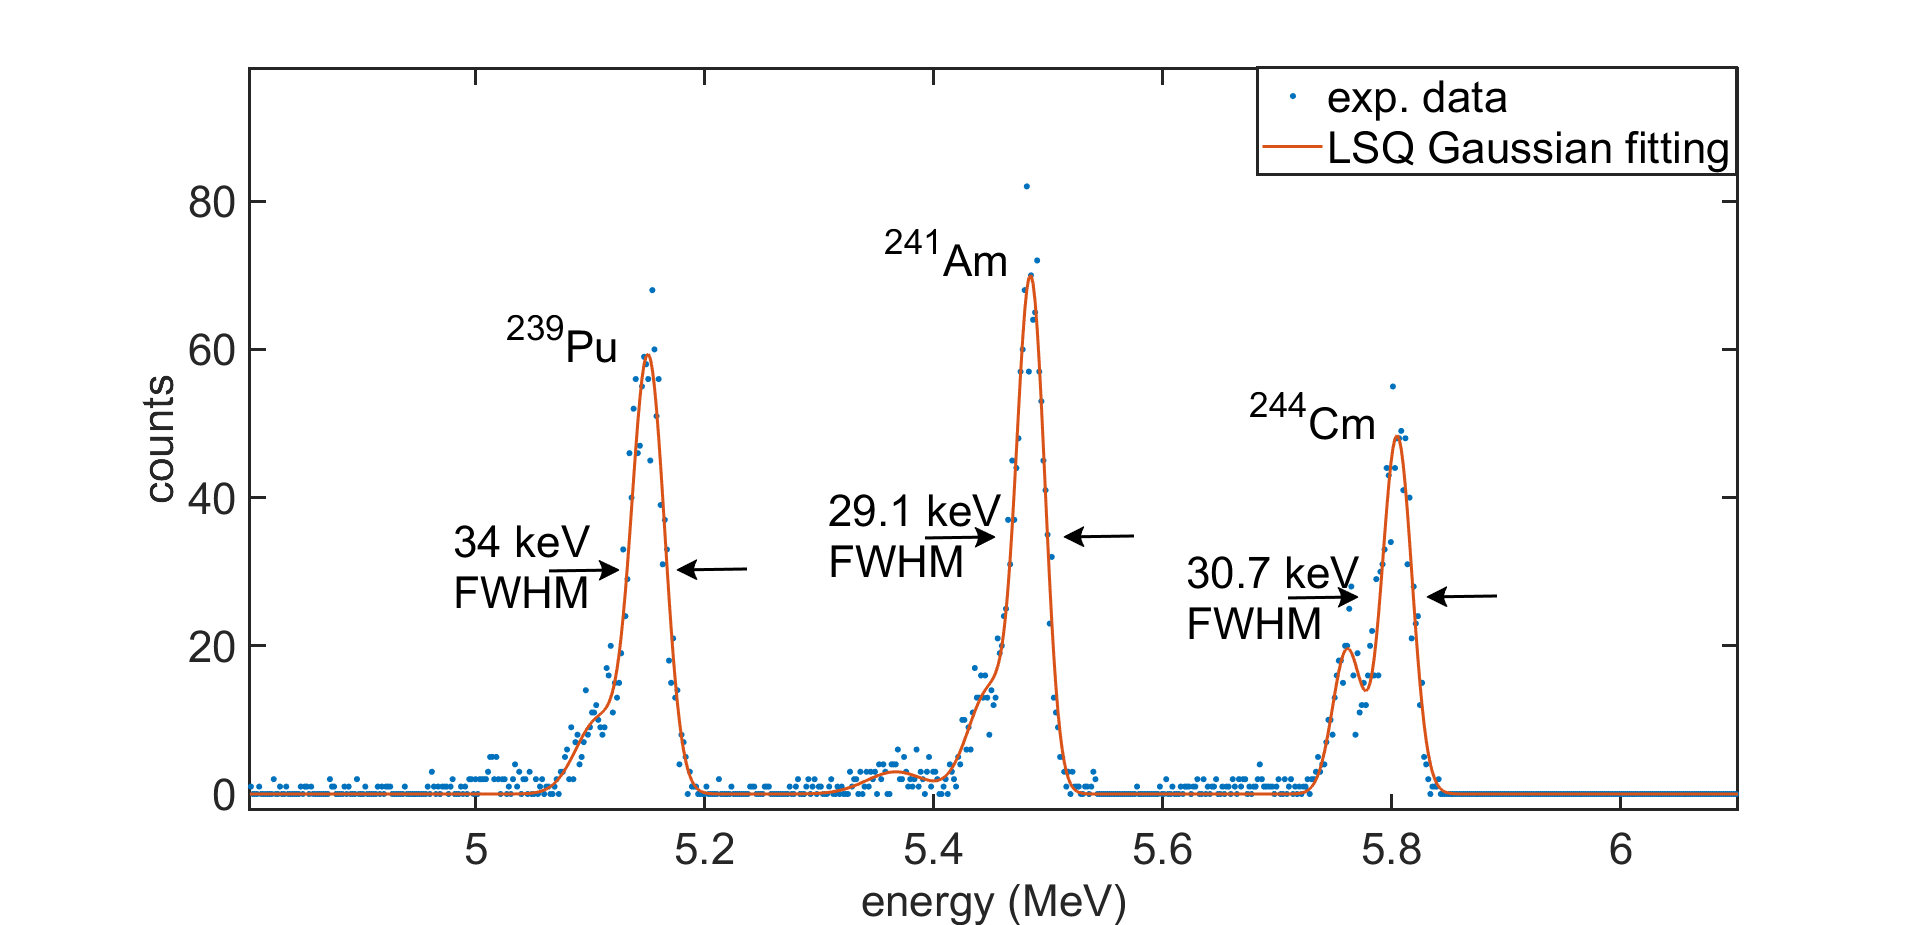 exp. data
LSQ Gaussian fitting
80
60
40
20
0
counts
²³⁹Pu
²⁴¹Am
²⁴⁴Cm
34 keV
FWHM
29.1 keV
FWHM
30.7 keV
FWHM
5
5.2
5.4
5.6
5.8
6
energy (MeV)